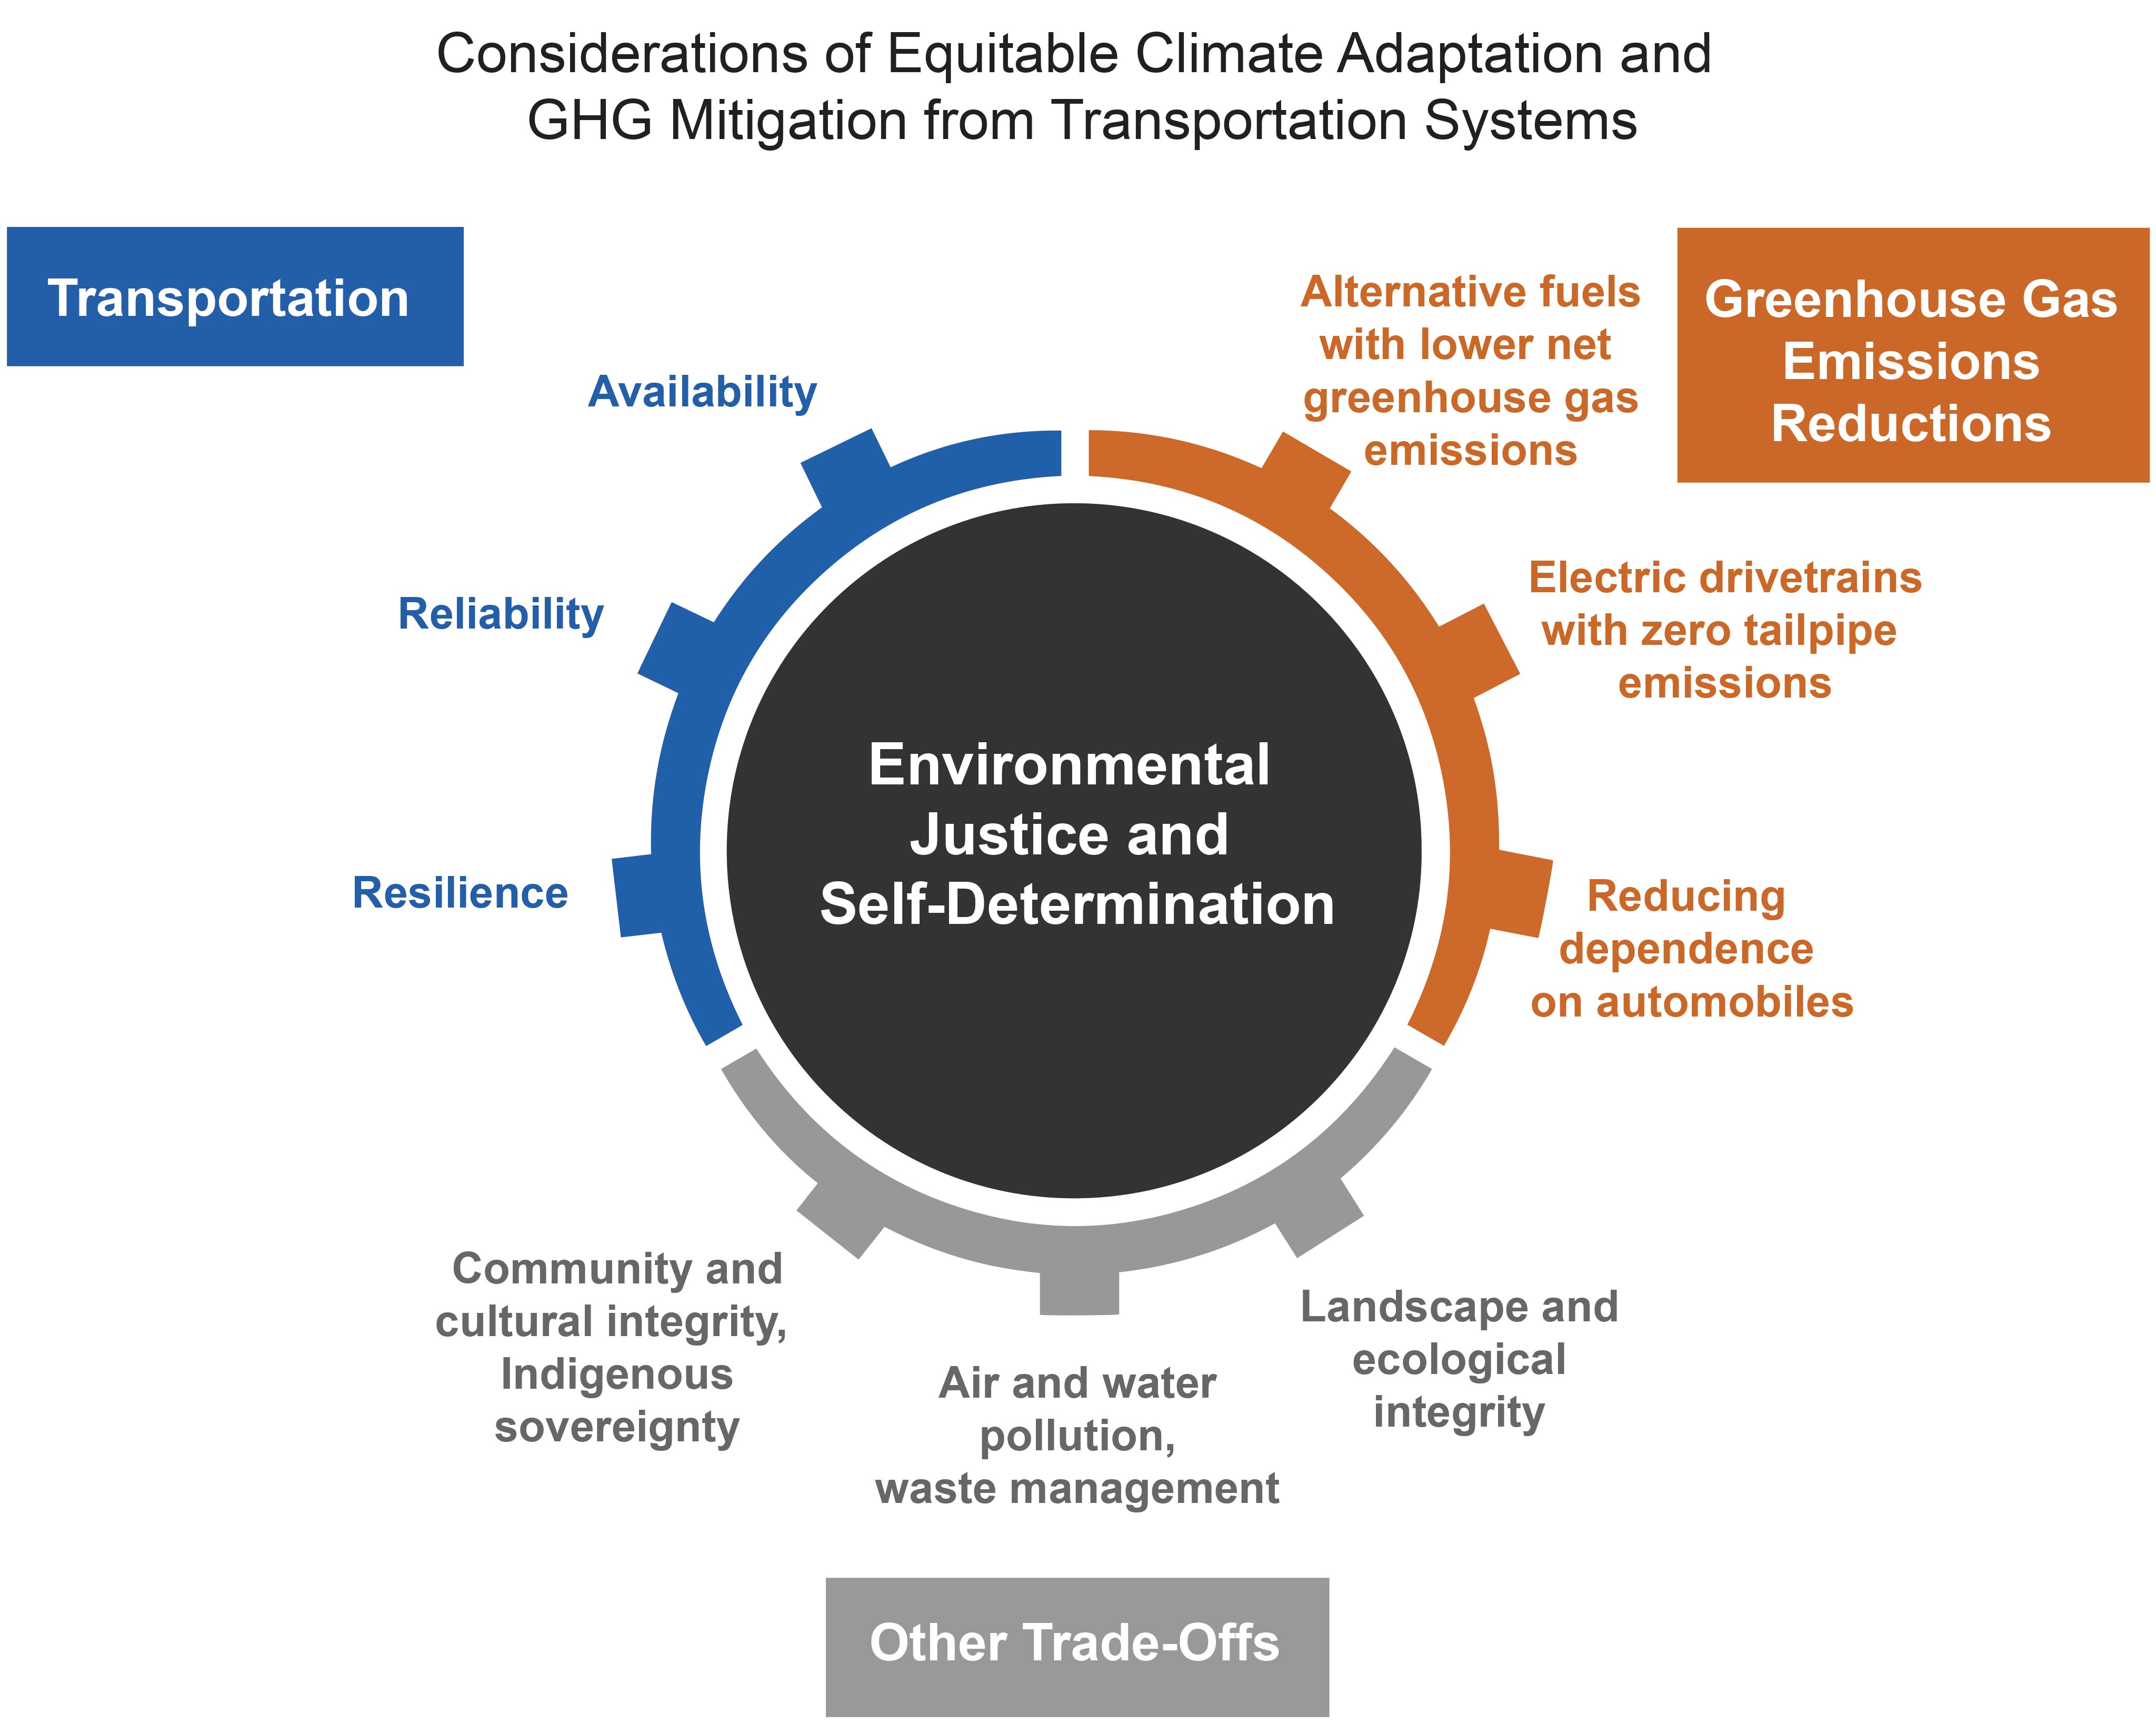 Considerations of Equitable Climate Adaptation and
GHG Mitigation from Transportation Systems
Transportation
Greenhouse Gas
Emissions
Reductions
Availability
Reliability
Resilience
Alternative fuels
with lower net
greenhouse gas
emissions
Electric drivetrains
with zero tailpipe
emissions
Reducing
dependence
on automobiles
Environmental
Justice and
Self-Determination
Community and
cultural integrity,
Indigenous
sovereignty
Air and water
pollution,
waste management
Landscape and
ecological
integrity
Other Trade-Offs